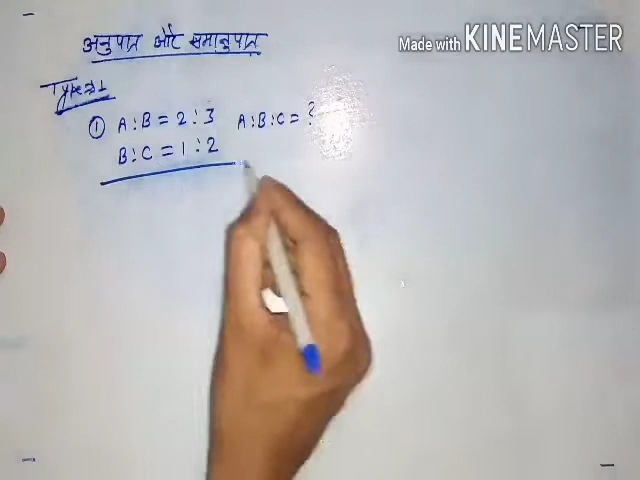 अनुपात और समानुपात
Made with KINEMASTER
Type⇒1
① A:B = 2:3 A:B:C = ?
B:C = 1:2